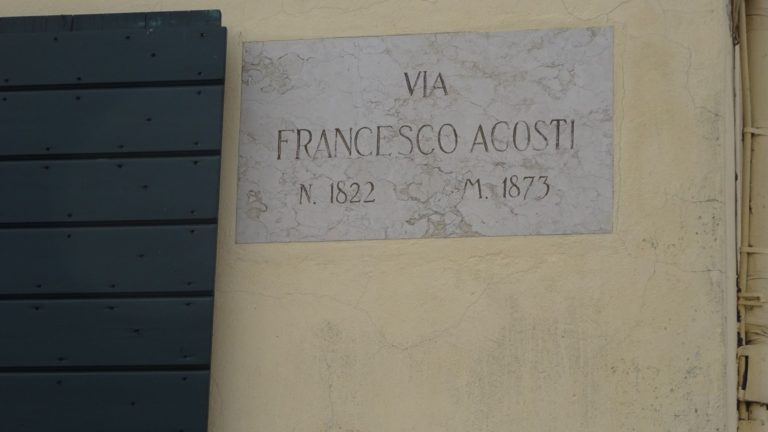 VIA
FRANCESCO AGOSTI
N. 1822 M. 1873